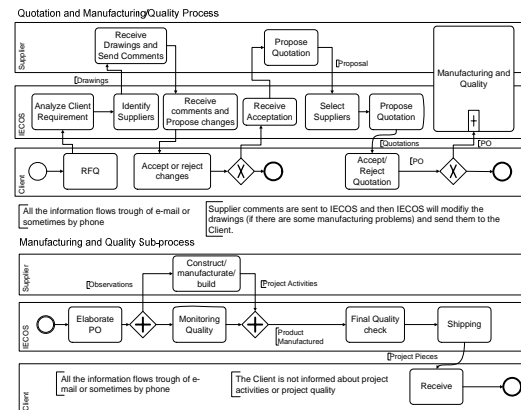 Quotation and Manufacturing/Quality Process
Supplier
Receive
Drawings and
Send Comments
Propose
Quotation
Proposal
Manufacturing and
Quality
Drawings
IECOS
Analyze Client
Requirement
Identify
Suppliers
Receive
comments and
Propose changes
Receive
Acceptation
Select
Suppliers
Propose
Quotation
Quotations
PO
Client
RFQ
Accept or reject
changes
Accept/
Reject
Quotation
PO
All the information flows trough of e-mail or
sometimes by phone
Supplier comments are sent to IECOS and then IECOS will modify the
drawings (if there are some manufacturing problems) and send them to the
Client.
Manufacturing and Quality Sub-process
Supplier
Construct/
manufacturate/
build
Observations
Project Activities
IECOS
Elaborate
PO
Monitoring
Quality
Product
Manufactured
Final Quality
check
Shipping
Project Pieces
Client
All the information flows trough of e-
mail or sometimes by phone
The Client is not informed about project
activities or project quality
Receive